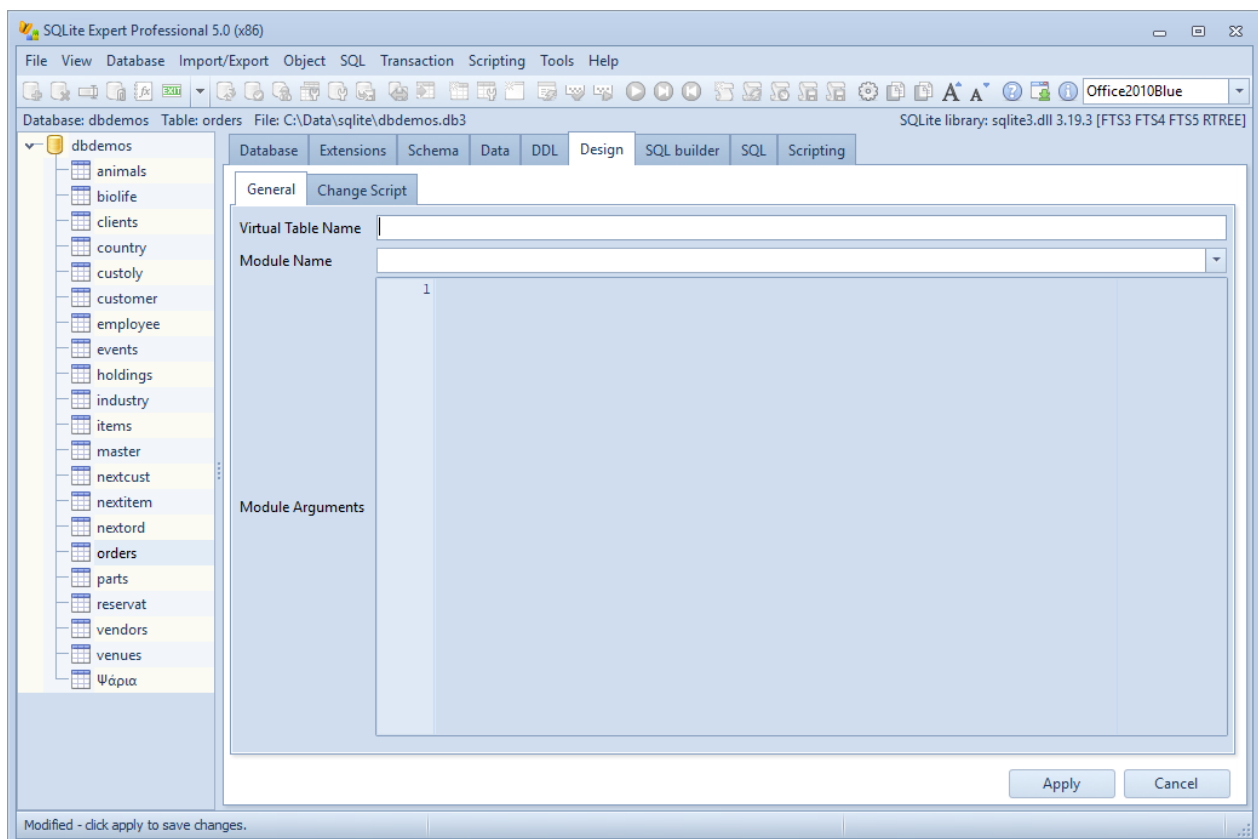 SQLite Expert Professional 5.0 (x86)
File View Database Import/Export Object SQL Transaction Scripting Tools Help
Office2010Blue
Database: dbdemos Table: orders File: C:\Data\sqlite\dbdemos.db3
SQLite library: sqlite3.dll 3.19.3 [FTS3 FTS4 FTS5 RTREE]
dbdemos
animals
biolife
clients
country
custoly
customer
employee
events
holdings
industry
items
master
nextcust
nextitem
nextord
orders
parts
reservat
vendors
venues
Ψάρια
Database Extensions Schema Data DDL Design SQL builder SQL Scripting
General Change Script
Virtual Table Name
Module Name
1
Module Arguments
Apply Cancel
Modified - click apply to save changes.